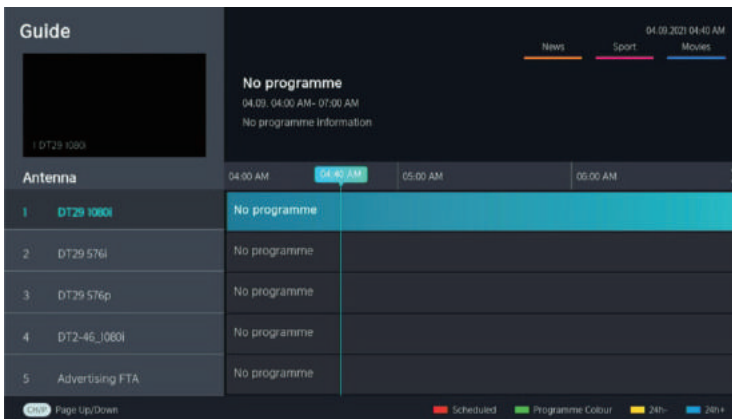 Guide
04.09.2021 04:40 AM
News Sport Movies
No programme
04.09. 04:00 AM- 07:00 AM
No programme information
1 DT29 1080i
Antenna
04:00 AM 04:40 AM 05:00 AM 06:00 AM
1 DT29 1080i No programme
2 DT29 576i No programme
3 DT29 576p No programme
4 DT2-46_1080i No programme
5 Advertising FTA No programme
CH/P Page Up/Down Scheduled Programme Colour 24h- 24h+